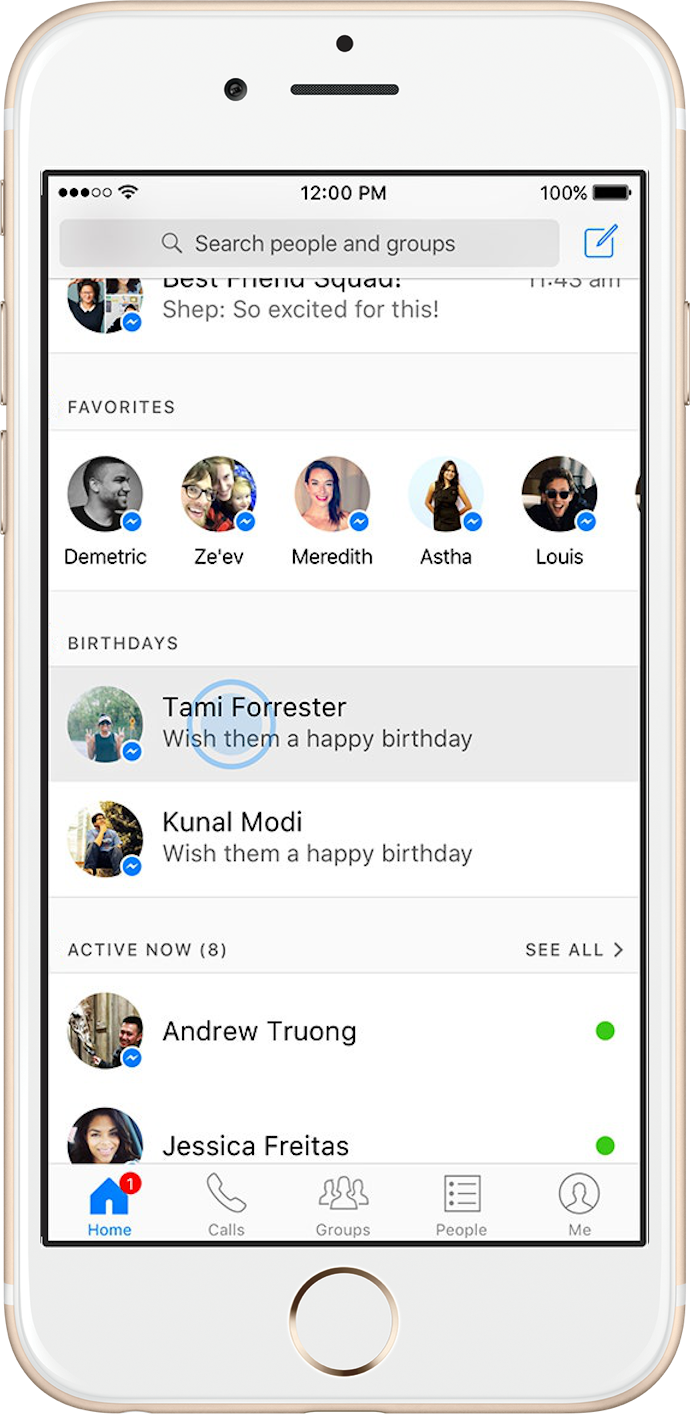 12:00 PM 100%
Search people and groups
Best Friend Squad! 11:43 am
Shep: So excited for this!
FAVORITES
Demetric Ze'ev Meredith Astha Louis
BIRTHDAYS
Tami Forrester
Wish them a happy birthday
Kunal Modi
Wish them a happy birthday
ACTIVE NOW (8) SEE ALL
Andrew Truong
Jessica Freitas
1
Home Calls Groups People Me